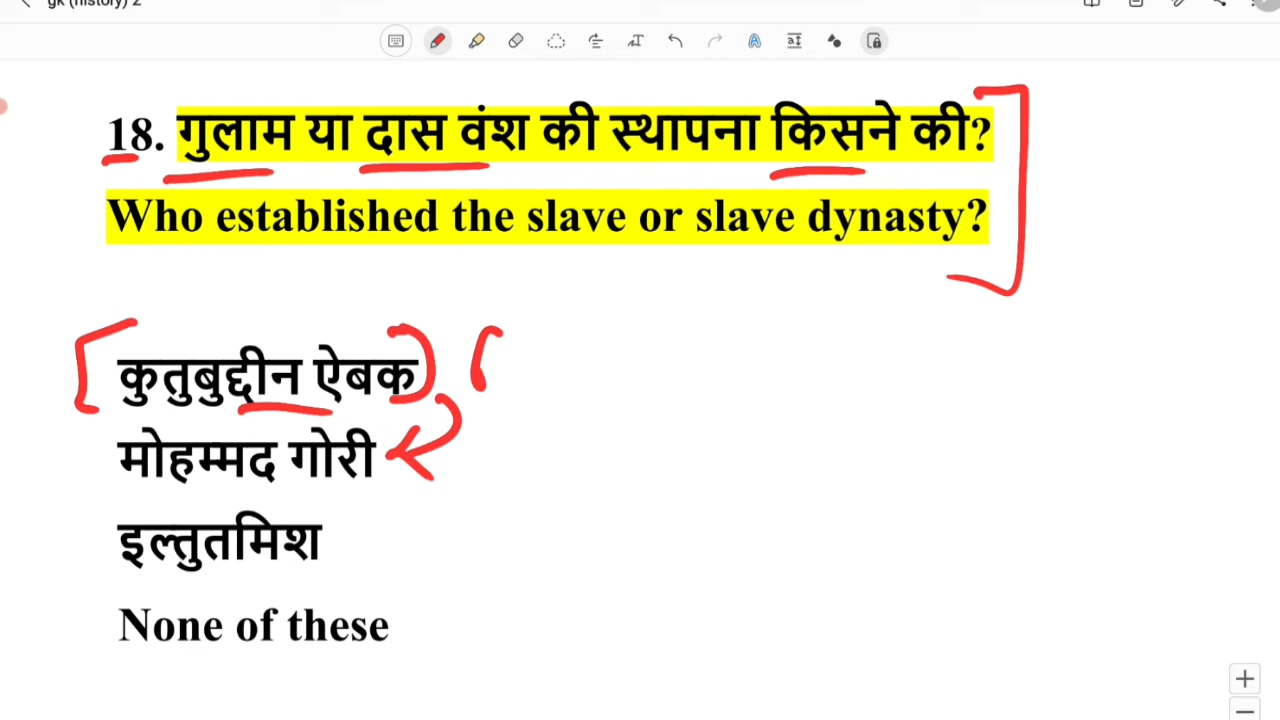 gk (history) 2
18. गुलाम या दास वंश की स्थापना किसने की?
Who established the slave or slave dynasty?
कुतुबुद्दीन ऐबक
मोहम्मद गोरी
इल्तुतमिश
None of these